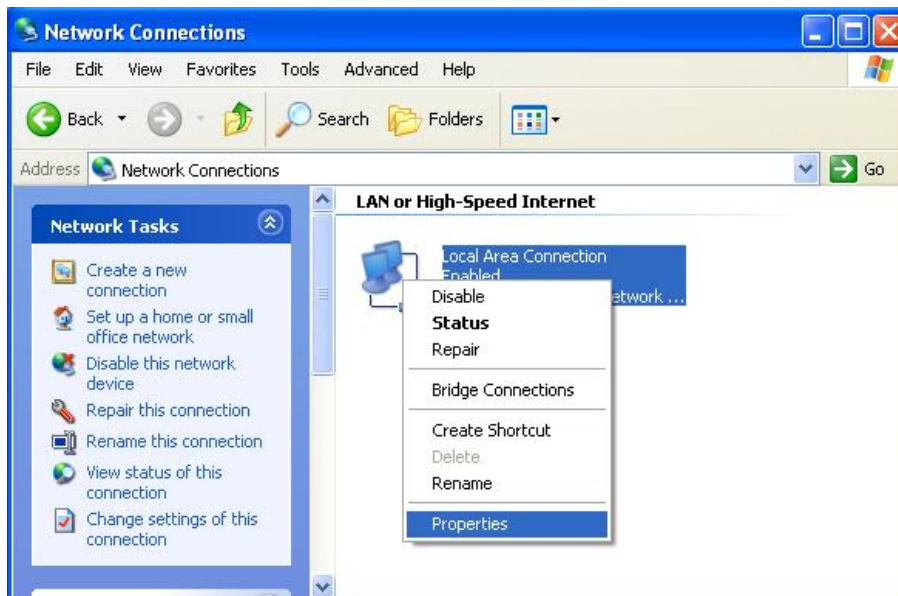 Network Connections
File Edit View Favorites Tools Advanced Help
Back Search Folders
Address Network Connections Go
Network Tasks
Create a new
connection
Set up a home or small
office network
Disable this network
device
Repair this connection
Rename this connection
View status of this
connection
Change settings of this
connection
LAN or High-Speed Internet
Local Area Connection
Enabled
etwork ...
Disable
Status
Repair
Bridge Connections
Create Shortcut
Delete
Rename
Properties